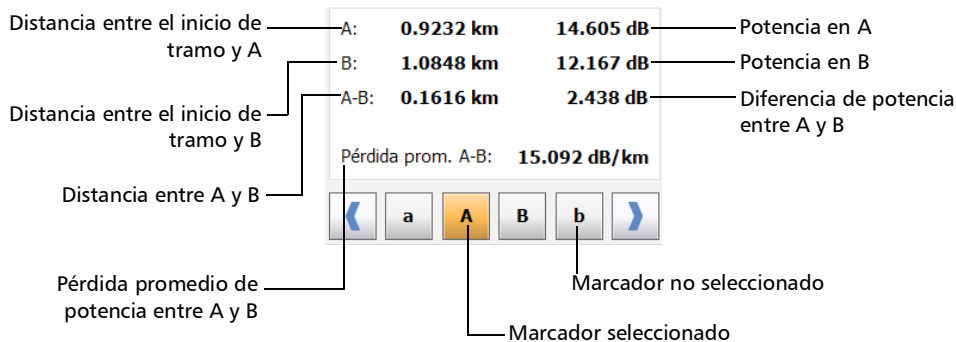 Distancia entre el inicio de
tramo y A
Distancia entre el inicio de
tramo y B
Distancia entre A y B
Pérdida promedio de
potencia entre A y B
A: 0.9232 km 14.605 dB
B: 1.0848 km 12.167 dB
A-B: 0.1616 km 2.438 dB
Pérdida prom. A-B: 15.092 dB/km
a A B b
Potencia en A
Potencia en B
Diferencia de potencia
entre A y B
Marcador no seleccionado
Marcador seleccionado